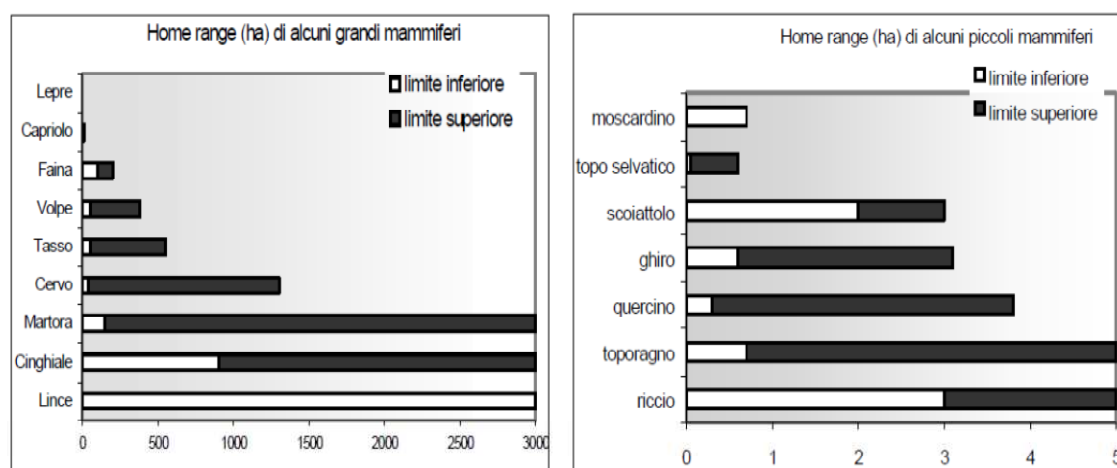 Home range (ha) di alcuni grandi mammiferi
limite inferiore
limite superiore
Lepre
Capriolo
Faina
Volpe
Tasso
Cervo
Martora
Cinghiale
Lince
0 500 1000 1500 2000 2500 3000
Home range (ha) di alcuni piccoli mammiferi
limite inferiore
limite superiore
moscardino
topo selvatico
scoiattolo
ghiro
quercino
toporagno
riccio
0 1 2 3 4 5